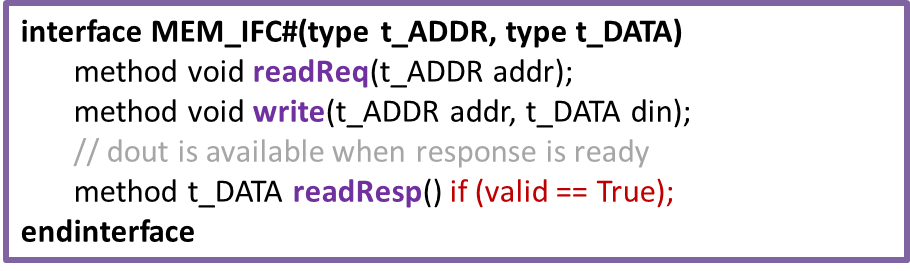 interface MEM_IFC#(type t_ADDR, type t_DATA)
method void readReq(t_ADDR addr);
method void write(t_ADDR addr, t_DATA din);
// dout is available when response is ready
method t_DATA readResp() if (valid == True);
endinterface